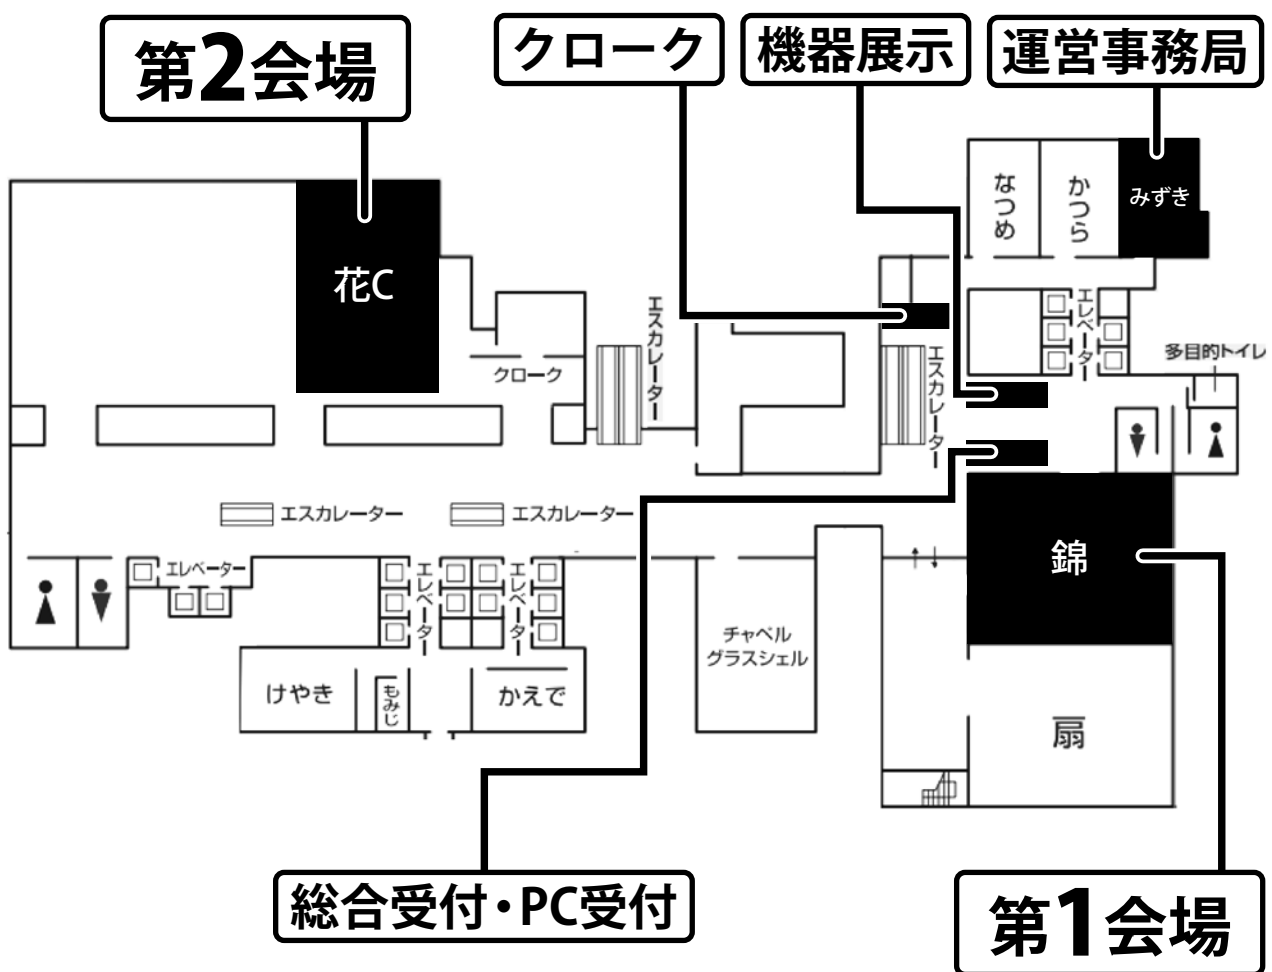 第2会場
クローク
機器展示
運営事務局
なつめ
かつら
みずき
花C
エスカレーター
クローク
エスカレーター
エレベーター
多目的トイレ
エスカレーター
エスカレーター
錦
エレベーター
エレベーター
エレベーター
チャペル
グラスシェル
けやき
もみじ
かえで
扇
総合受付・PC受付
第1会場